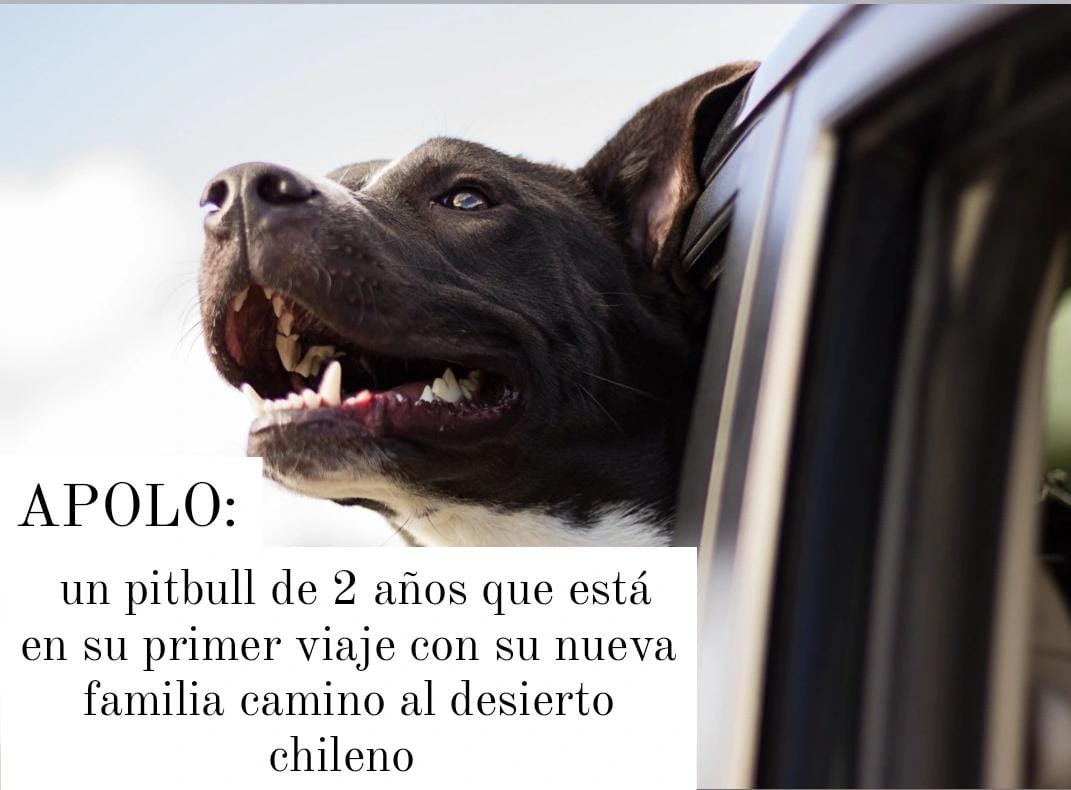 APOLO:
un pitbull de 2 años que está
en su primer viaje con su nueva
familia camino al desierto
chileno